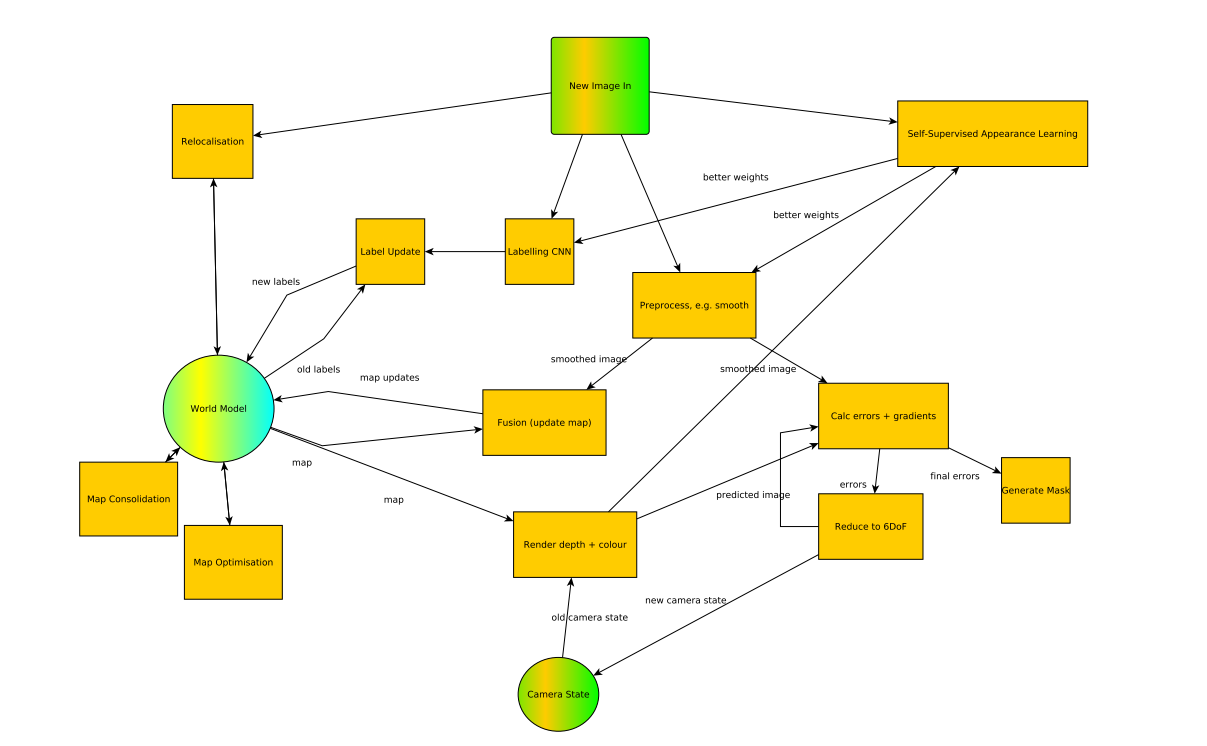 New Image In
Self-Supervised Appearance Learning
Relocalisation
better weights
better weights
Label Update
Labelling CNN
new labels
Preprocess, e.g. smooth
old labels
smoothed image
smoothed image
map updates
World Model
Fusion (update map)
Calc errors + gradients
map
final errors
errors
Generate Mask
predicted image
Map Consolidation
map
Reduce to 6DoF
Render depth + colour
Map Optimisation
new camera state
old camera state
Camera State